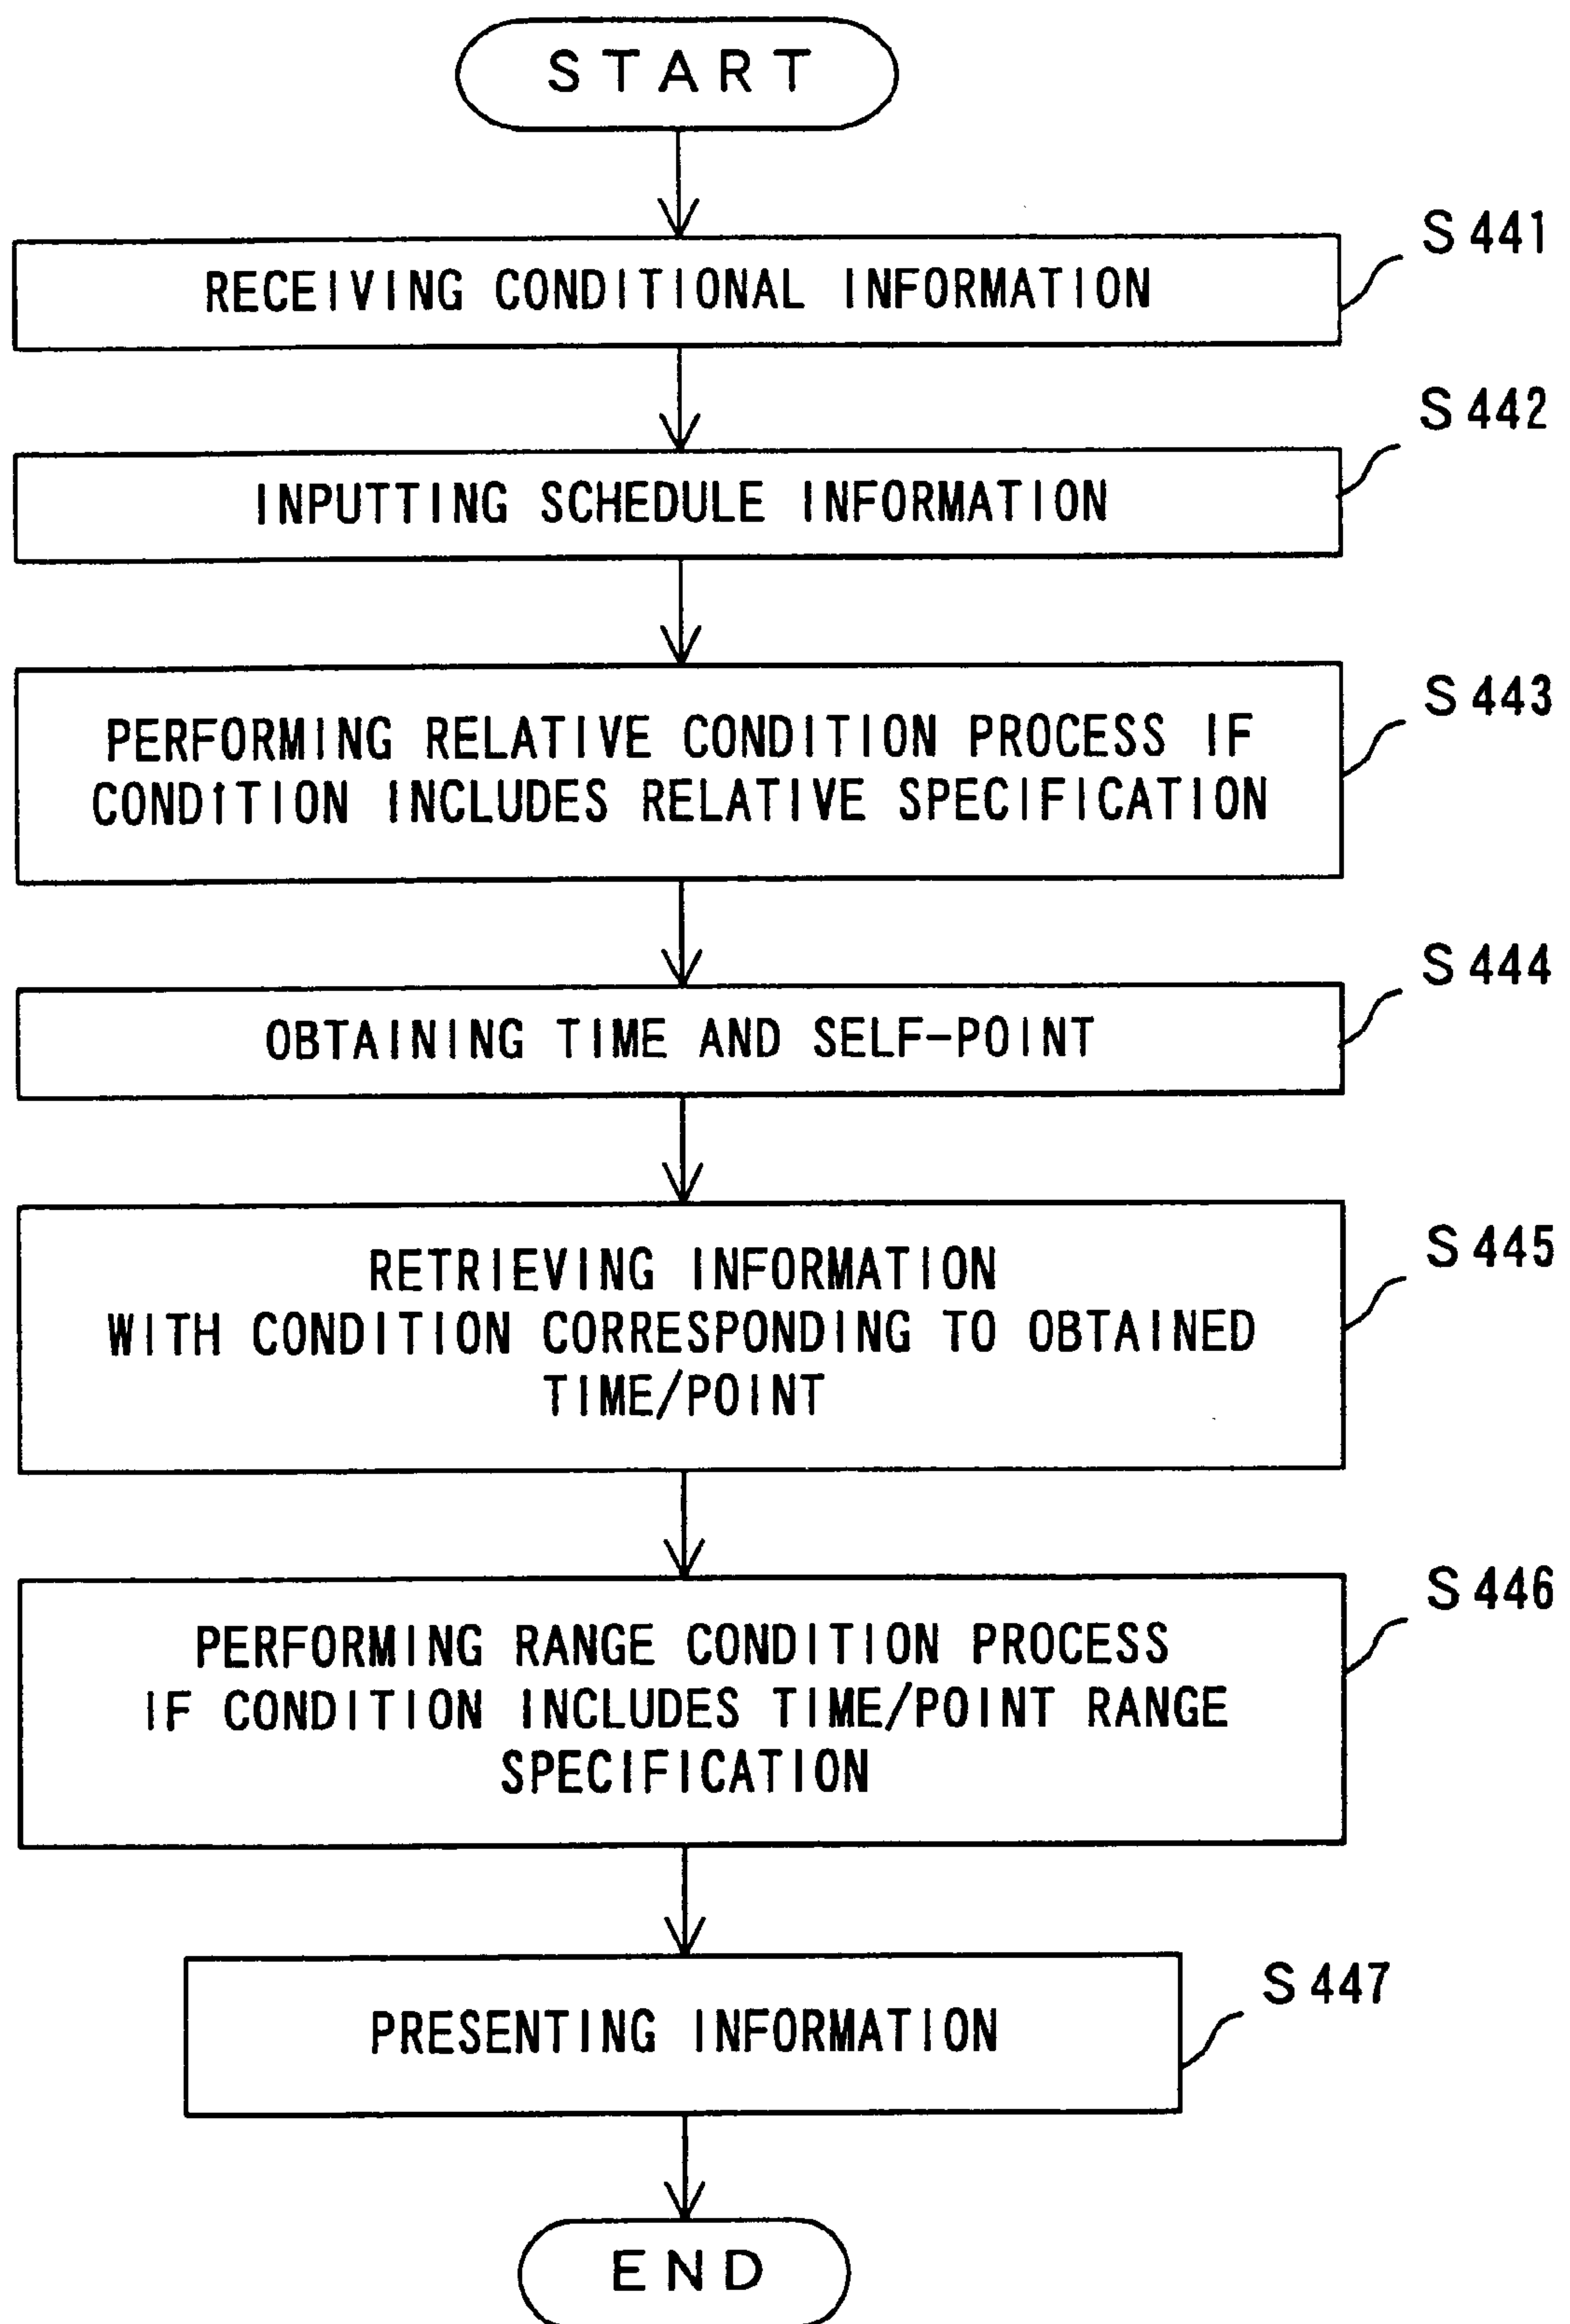 START
S441
RECEIVING CONDITIONAL INFORMATION
S442
INPUTTING SCHEDULE INFORMATION
S443
PERFORMING RELATIVE CONDITION PROCESS IF
CONDITION INCLUDES RELATIVE SPECIFICATION
S444
OBTAINING TIME AND SELF-POINT
S445
RETRIEVING INFORMATION
WITH CONDITION CORRESPONDING TO OBTAINED
TIME/POINT
S446
PERFORMING RANGE CONDITION PROCESS
IF CONDITION INCLUDES TIME/POINT RANGE
SPECIFICATION
S447
PRESENTING INFORMATION
END